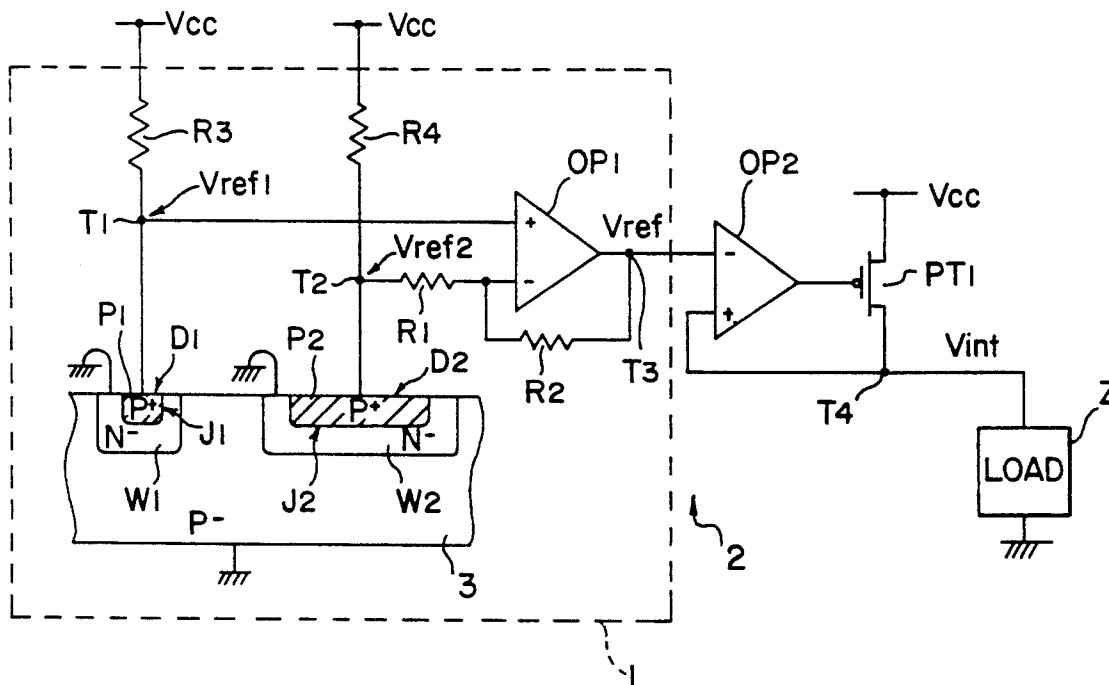 Vcc
Vcc
R3
R4
OP1
OP2
Vref1
Vcc
T1
+
Vref
-
Vref2
T2
-
PT1
R1
+
P1
D1
P2
D2
R2
T3
Vint
T4
Z
P+
J1
P+
N-
N-
LOAD
W1
J2
W2
P-
2
3
1